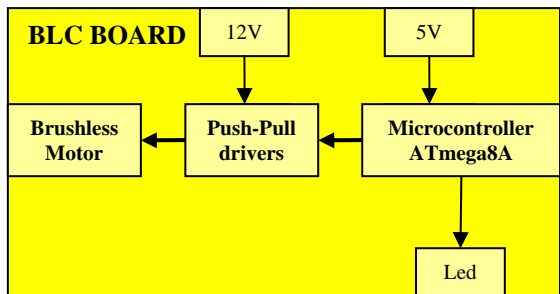 BLC BOARD
12V
5V
Brushless
Motor
Push-Pull
drivers
Microcontroller
ATmega8A
Led